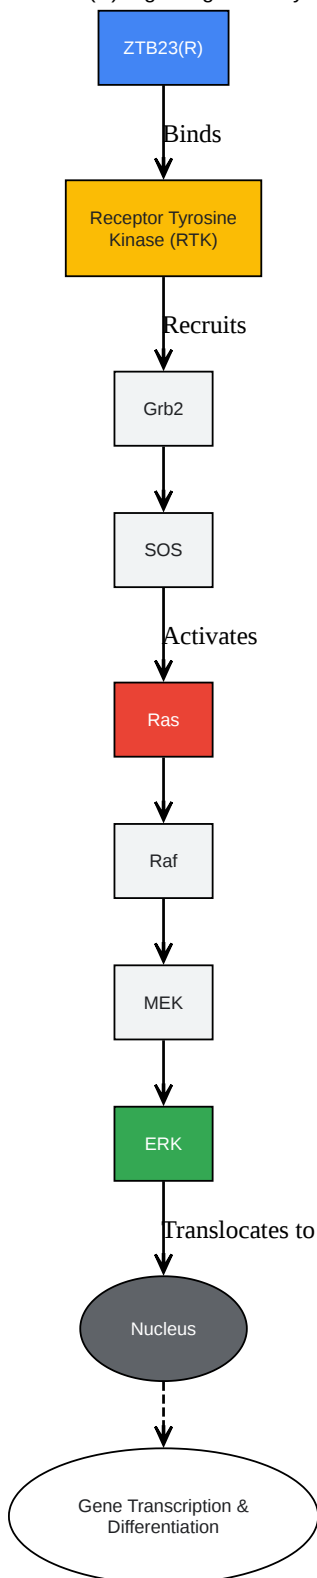 ZTB23(R)
Binds
Receptor Tyrosine
Kinase (RTK)
Recruits
Grb2
SOS
Activates
Ras
Raf
MEK
ERK
Translocates to
Nucleus
Gene Transcription &
Differentiation